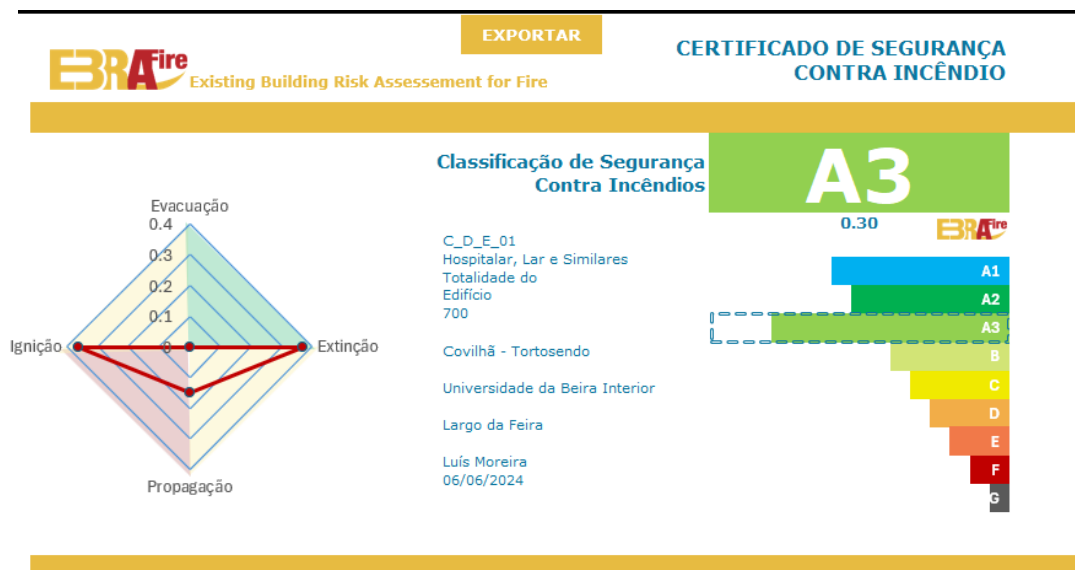 EXPORTAR
EBRAFire
Existing Building Risk Assessement for Fire
CERTIFICADO DE SEGURANÇA
CONTRA INCÊNDIO
Classificação de Segurança
Contra Incêndios
A3
0.30
EBRAFire
Evacuação
0.4
0.3
0.2
0.1
0
Ignição
Extinção
Propagação
C_D_E_01
Hospitalar, Lar e Similares
Totalidade do
Edifício
700
Covilhã - Tortosendo
Universidade da Beira Interior
Largo da Feira
Luís Moreira
06/06/2024
A1
A2
A3
B
C
D
E
F
G